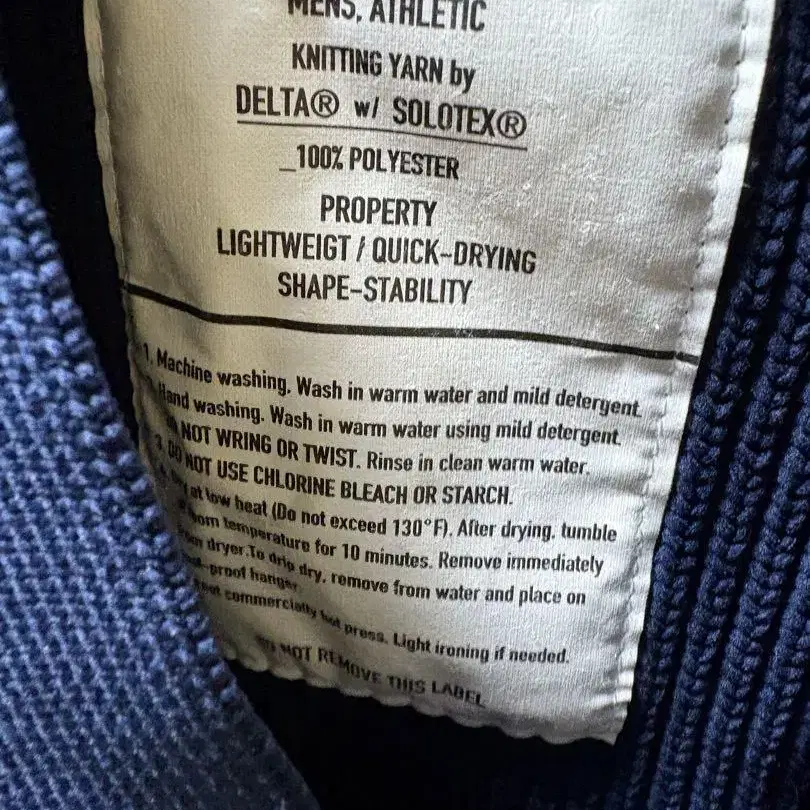 MENS, ATHLETIC
KNITTING YARN by
DELTA® w/ SOLOTEX®
_100% POLYESTER
PROPERTY
LIGHTWEIGT / QUICK-DRYING
SHAPE-STABILITY
1. Machine washing. Wash in warm water and mild detergent.
Hand washing. Wash in warm water using mild detergent.
NOT WRING OR TWIST. Rinse in clean warm water.
3. DO NOT USE CHLORINE BLEACH OR STARCH.
at low heat (Do not exceed 130°F). After drying, tumble
temperature for 10 minutes. Remove immediately
dryer. To drip dry, remove from water and place on
-proof hanger.
commercially hot press. Light ironing if needed.
DO NOT REMOVE THIS LABEL